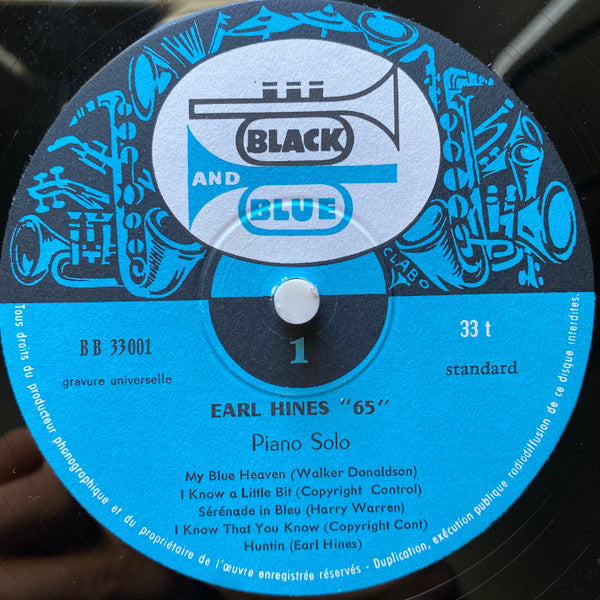 BLACK
AND
BLUE
CLABO
BB 33001
gravure universelle
1
33 t
standard
EARL HINES "65"
Piano Solo
My Blue Heaven (Walker Donaldson)
I Know a Little Bit (Copyright Control)
Sérénade in Bleu (Harry Warren)
I Know That You Know (Copyright Cont)
Huntin (Earl Hines)
Tous droits du producteur phonographique et du propriétaire de l'œuvre enregistrée réservés - Duplication, exécution publique radiodiffusion de ce disque interdites.